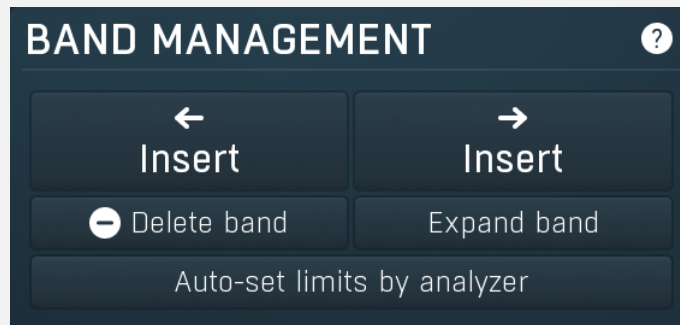 BAND MANAGEMENT ?
← Insert → Insert
Delete band Expand band
Auto-set limits by analyzer